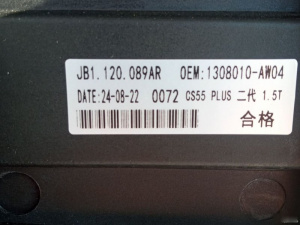 JB1.120.089AR OEM:1308010-AW04
DATE:24-08-22 0072 CS55 PLUS 二代 1.5T
合格